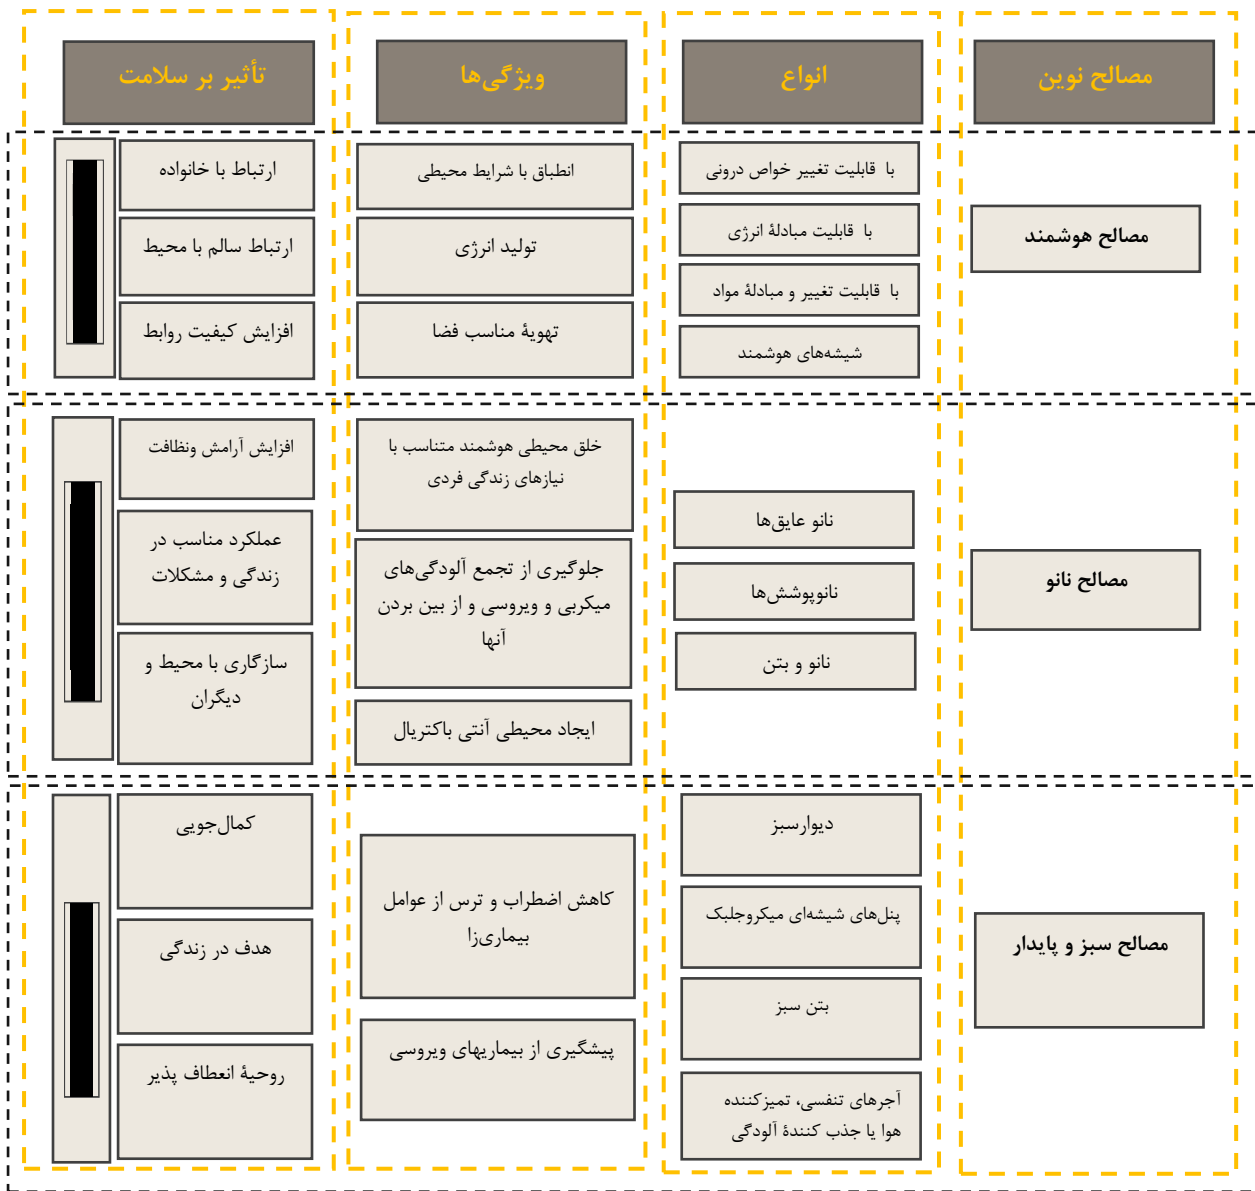 مصالح نوین
انواع
ویژگی‌ها
تأثیر بر سلامت
مصالح هوشمند
با قابلیت تغییر خواص درونی
با قابلیت مبادلهٔ انرژی
با قابلیت تغییر و مبادلهٔ مواد
شیشه‌های هوشمند
انطباق با شرایط محیطی
تولید انرژی
تهویهٔ مناسب فضا
ارتباط با خانواده
ارتباط سالم با محیط
افزایش کیفیت روابط
مصالح نانو
نانو عایق‌ها
نانوپوشش‌ها
نانو و بتن
خلق محیطی هوشمند متناسب با
نیازهای زندگی فردی
جلوگیری از تجمع آلودگی‌های
میکربی و ویروسی و از بین بردن
آنها
ایجاد محیطی آنتی باکتریال
افزایش آرامش ونظافت
عملکرد مناسب در
زندگی و مشکلات
سازگاری با محیط و
دیگران
مصالح سبز و پایدار
دیوارسبز
پنل‌های شیشه‌ای میکروجلبک
بتن سبز
آجرهای تنفسی، تمیزکننده
هوا یا جذب کنندهٔ آلودگی
کاهش اضطراب و ترس از عوامل
بیماری‌زا
پیشگیری از بیماریهای ویروسی
کمال‌جویی
هدف در زندگی
روحیهٔ انعطاف پذیر